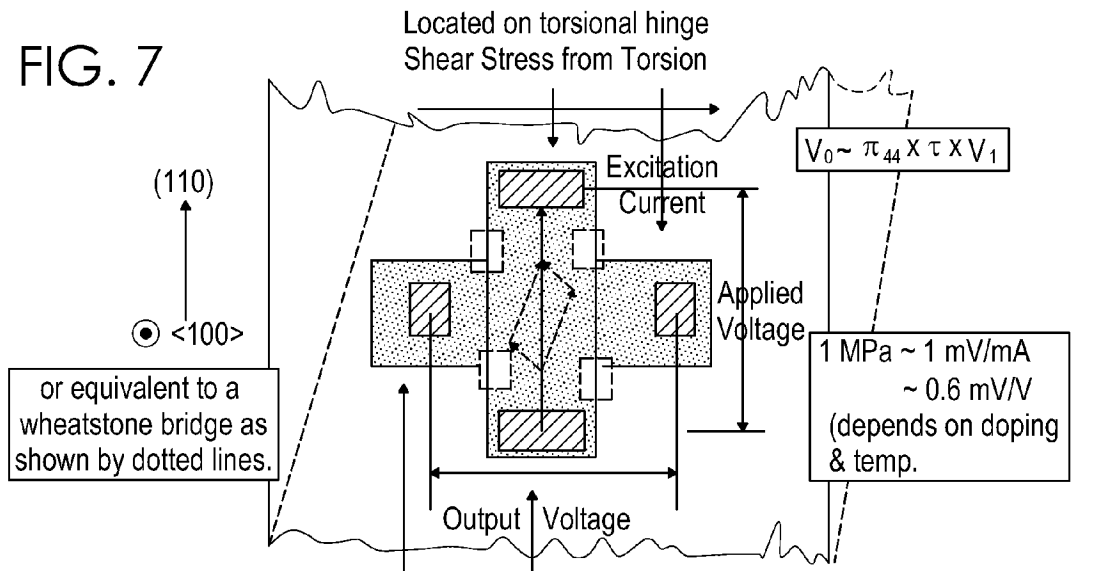 FIG. 7
Located on torsional hinge
Shear Stress from Torsion
V₀ ~ π₄₄ x τ x V₁
Excitation
Current
(110)
<100>
Applied
Voltage
or equivalent to a
wheatstone bridge as
shown by dotted lines.
1 MPa ~ 1 mV/mA
~ 0.6 mV/V
(depends on doping
& temp.
Output Voltage